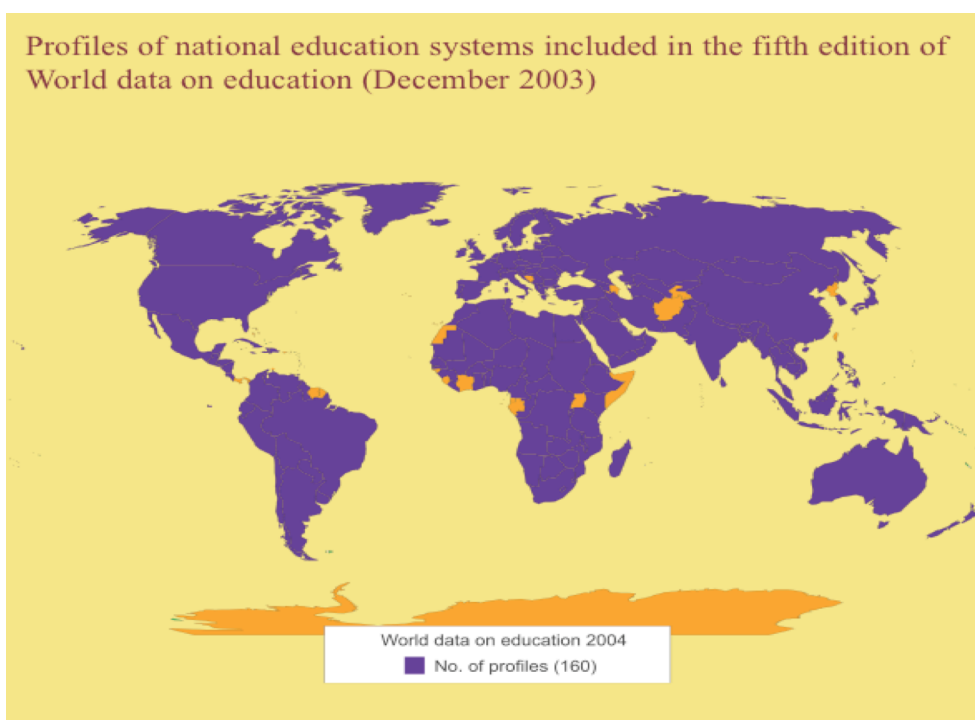 Profiles of national education systems included in the fifth edition of
World data on education (December 2003)
World data on education 2004
No. of profiles (160)